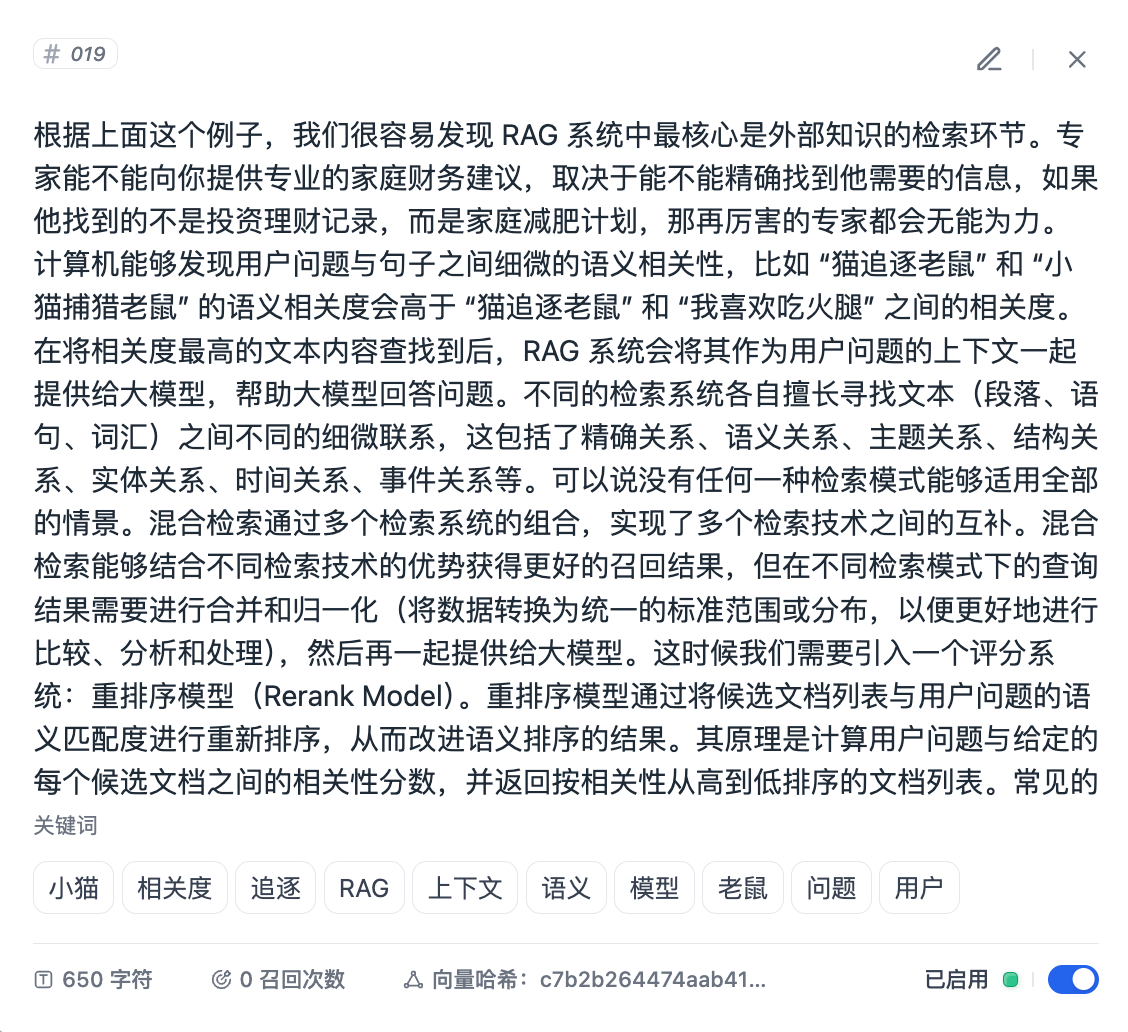 # 019
根据上面这个例子，我们很容易发现 RAG 系统中最核心是外部知识的检索环节。专
家能不能向你提供专业的家庭财务建议，取决于能不能精确找到他需要的信息，如果
他找到的不是投资理财记录，而是家庭减肥计划，那再厉害的专家都会无能为力。
计算机能够发现用户问题与句子之间细微的语义相关性，比如 “猫追逐老鼠” 和 “小
猫捕猎老鼠” 的语义相关度会高于 “猫追逐老鼠” 和 “我喜欢吃火腿” 之间的相关度。
在将相关度最高的文本内容查找到后，RAG 系统会将其作为用户问题的上下文一起
提供给大模型，帮助大模型回答问题。不同的检索系统各自擅长寻找文本（段落、语
句、词汇）之间不同的细微联系，这包括了精确关系、语义关系、主题关系、结构关
系、实体关系、时间关系、事件关系等。可以说没有任何一种检索模式能够适用全部
的情景。混合检索通过多个检索系统的组合，实现了多个检索技术之间的互补。混合
检索能够结合不同检索技术的优势获得更好的召回结果，但在不同检索模式下的查询
结果需要进行合并和归一化（将数据转换为统一的标准范围或分布，以便更好地进行
比较、分析和处理），然后再一起提供给大模型。这时候我们需要引入一个评分系
统：重排序模型（Rerank Model）。重排序模型通过将候选文档列表与用户问题的语
义匹配度进行重新排序，从而改进语义排序的结果。其原理是计算用户问题与给定的
每个候选文档之间的相关性分数，并返回按相关性从高到低排序的文档列表。常见的
关键词
小猫 相关度 追逐 RAG 上下文 语义 模型 老鼠 问题 用户
650 字符 0 召回次数 向量哈希：c7b2b264474aab41... 已启用